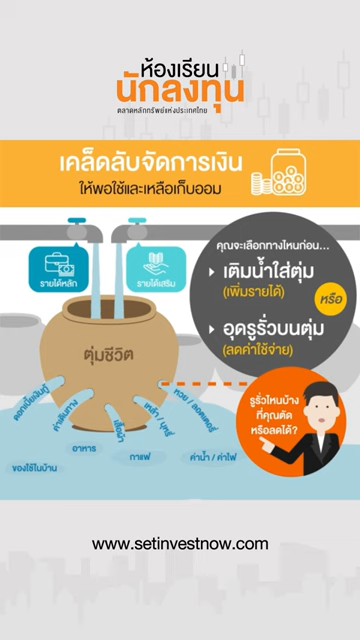 ห้องเรียน
นักลงทุน
ตลาดหลักทรัพย์แห่งประเทศไทย
เคล็ดลับจัดการเงิน
ให้พอใช้และเหลือเก็บออม
รายได้หลัก
รายได้เสริม
คุณจะเลือกทางไหนก่อน...
เติมน้ำใส่ตุ่ม
(เพิ่มรายได้)
หรือ
อุดรูรั่วบนตุ่ม
(ลดค่าใช้จ่าย)
ตุ่มชีวิต
ดอกเบี้ยเงินกู้
ค่าเดินทาง
เสื้อผ้า
เหล้า / บุหรี่
หวย / ลอตเตอรี่
อาหาร
กาแฟ
ค่าน้ำ / ค่าไฟ
ของใช้ในบ้าน
รูรั่วไหนบ้าง
ที่คุณตัด
หรือลดได้?
www.setinvestnow.com